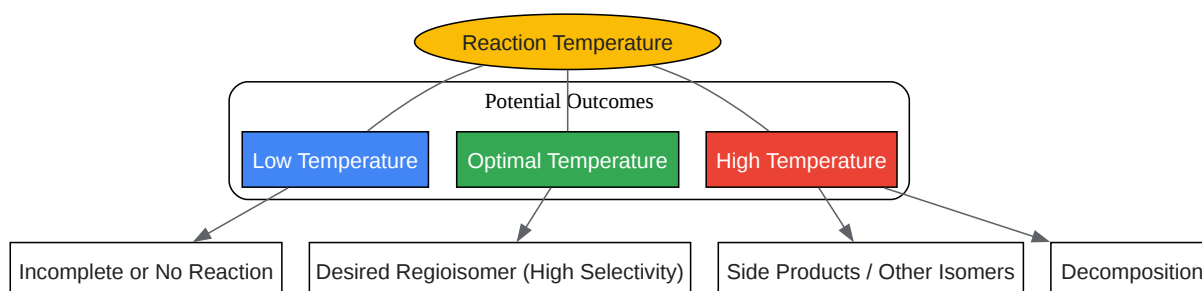 Reaction Temperature
Potential Outcomes
Low Temperature
Optimal Temperature
High Temperature
Incomplete or No Reaction
Desired Regioisomer (High Selectivity)
Side Products / Other Isomers
Decomposition